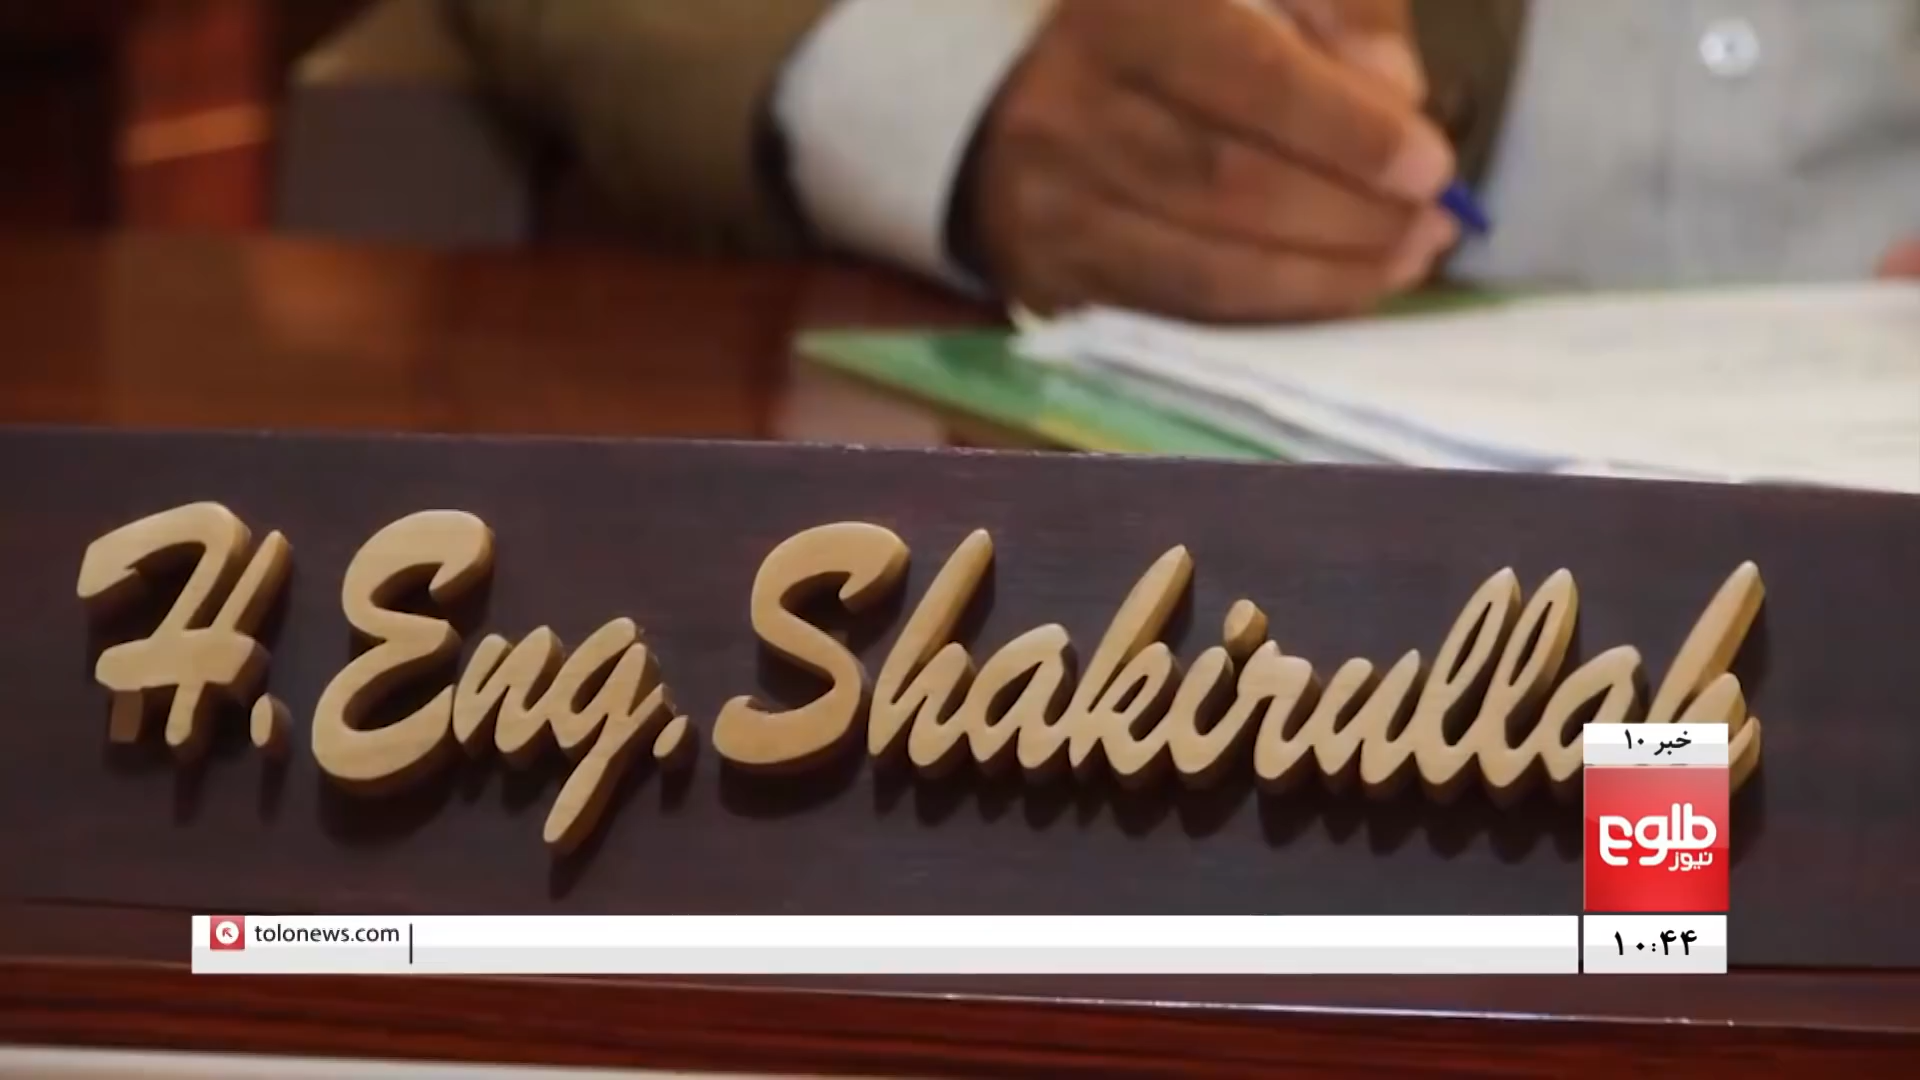 H. Eng. Shakirullah
خبر ۱۰
طلوع
نیوز
tolonews.com
۱۰:۴۴